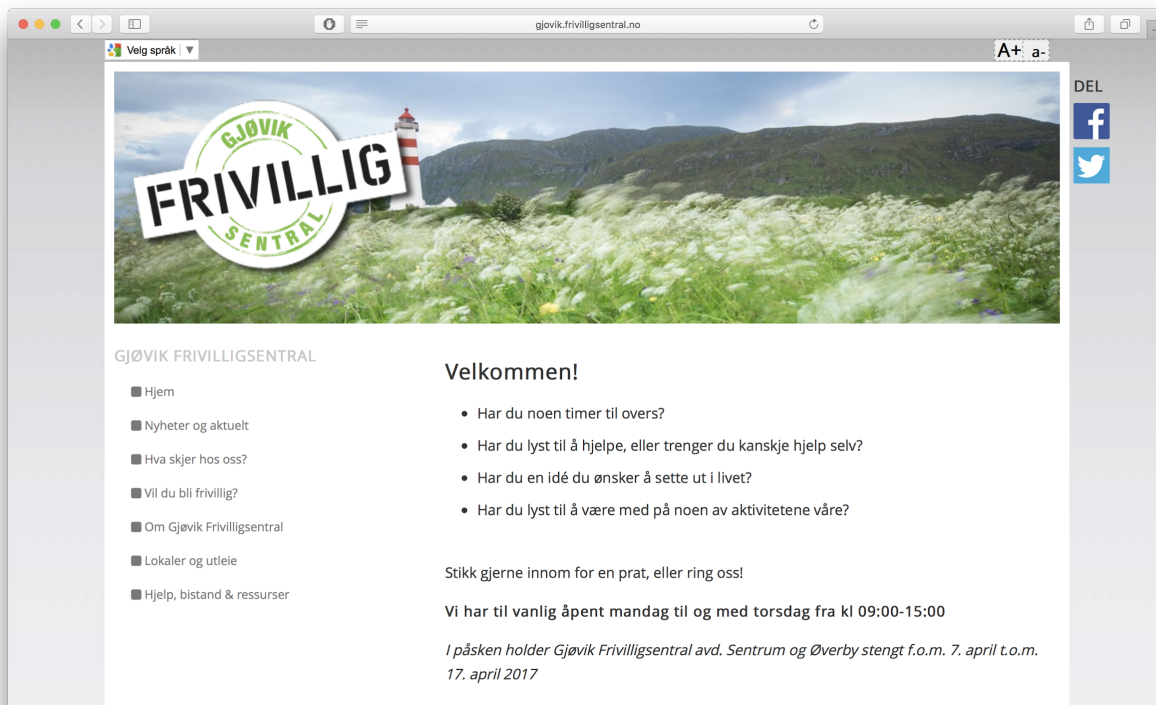 gjovik.frivilligsentral.no
Velg språk ▼
A+ a-
GJØVIK
FRIVILLIG
SENTRAL
DEL
GJØVIK FRIVILLIGSENTRAL
Hjem
Nyheter og aktuelt
Hva skjer hos oss?
Vil du bli frivillig?
Om Gjøvik Frivilligsentral
Lokaler og utleie
Hjelp, bistand & ressurser
Velkommen!
• Har du noen timer til overs?
• Har du lyst til å hjelpe, eller trenger du kanskje hjelp selv?
• Har du en idé du ønsker å sette ut i livet?
• Har du lyst til å være med på noen av aktivitetene våre?
Stikk gjerne innom for en prat, eller ring oss!
Vi har til vanlig åpent mandag til og med torsdag fra kl 09:00-15:00
I påsken holder Gjøvik Frivilligsentral avd. Sentrum og Øverby stengt f.o.m. 7. april t.o.m.
17. april 2017